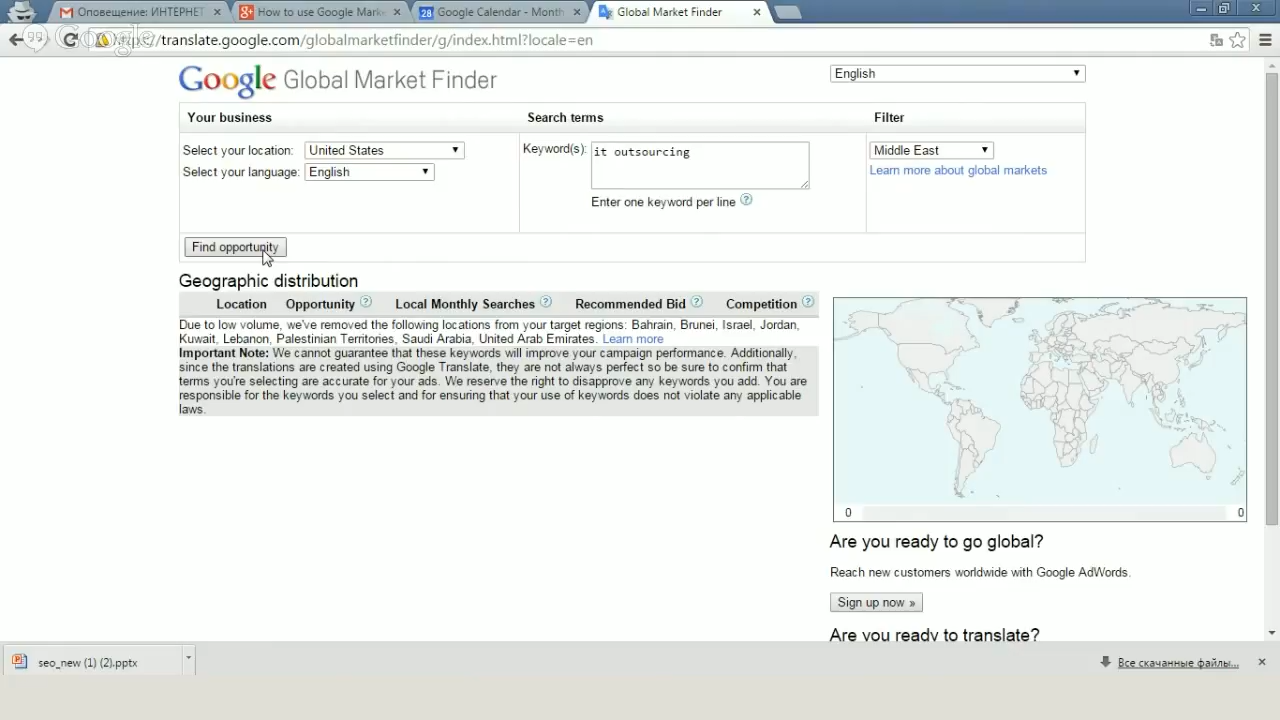 Оповещение: ИНТЕРНЕТ
How to use Google Marke
28 Google Calendar - Month
Global Market Finder
Google
translate.google.com/globalmarketfinder/g/index.html?locale=en
Google Global Market Finder
English
Your business
Search terms
Filter
Select your location: United States
Keyword(s): it outsourcing
Middle East
Select your language: English
Learn more about global markets
Enter one keyword per line ?
Find opportunity
Geographic distribution
Location Opportunity ? Local Monthly Searches ? Recommended Bid ? Competition ?
Due to low volume, we've removed the following locations from your target regions: Bahrain, Brunei, Israel, Jordan,
Kuwait, Lebanon, Palestinian Territories, Saudi Arabia, United Arab Emirates. Learn more
Important Note: We cannot guarantee that these keywords will improve your campaign performance. Additionally,
since the translations are created using Google Translate, they are not always perfect so be sure to confirm that
terms you're selecting are accurate for your ads. We reserve the right to disapprove any keywords you add. You are
responsible for the keywords you select and for ensuring that your use of keywords does not violate any applicable
laws.
0 0
Are you ready to go global?
Reach new customers worldwide with Google AdWords.
Sign up now »
Are you ready to translate?
seo_new (1) (2).pptx
Все скачанные файлы...